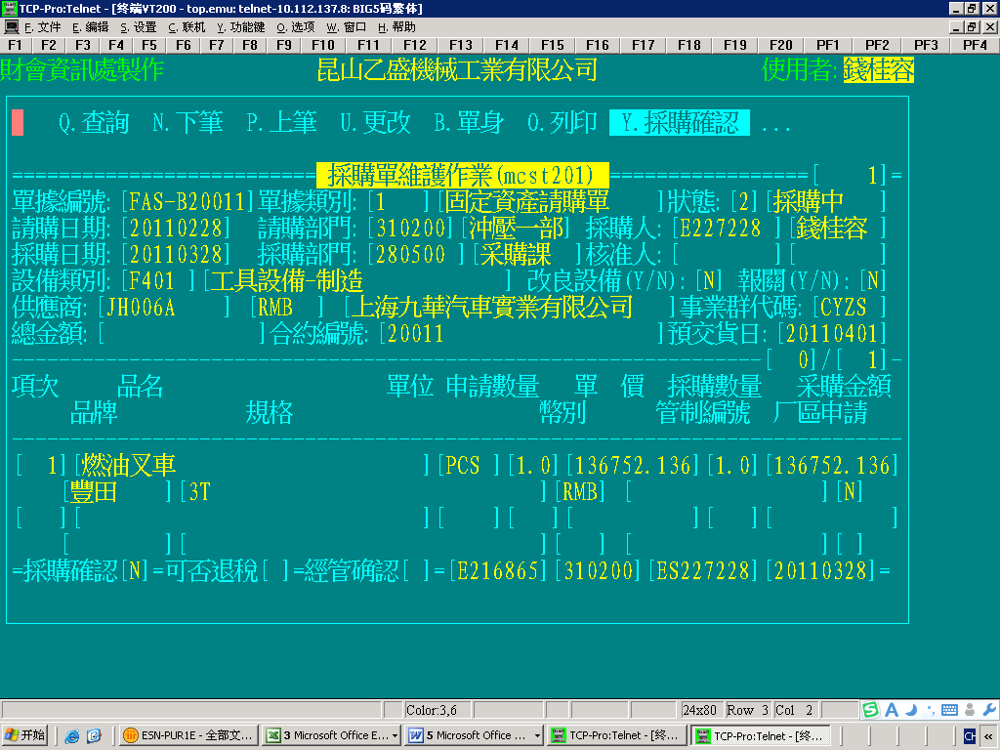 TCP-Pro:Telnet - [终端VT200 - top.emu: telnet-10.112.137.8: BIG5码繁体]
E. 文件 E. 编辑 S. 设置 C. 联机 Y. 功能键 O. 选项 W. 窗口 H. 帮助
F1 F2 F3 F4 F5 F6 F7 F8 F9 F10 F11 F12 F13 F14 F15 F16 F17 F18 F19 F20 PF1 PF2 PF3 PF4
財會資訊處製作 昆山乙盛機械工業有限公司 使用者: 錢桂容
Q.查詢 N.下筆 P.上筆 U.更改 B.單身 O.列印 Y.採購確認 ...
========================== 採購單維護作業(mcst201) =================[ 1]=
單據編號: [FAS-B20011]單據類別: [1 ][固定資產請購單 ]狀態: [2][採購中 ]
請購日期: [20110228] 請購部門: [310200][沖壓一部] 採購人: [E227228 ][錢桂容 ]
採購日期: [20110328] 採購部門: [280500 ][采購課 ]核准人: [ ][ ]
設備類別: [F401 ][工具設備-制造 ] 改良設備(Y/N): [N] 報關(Y/N): [N]
供應商: [JH006A ] [RMB ] [上海九華汽車實業有限公司 ]事業群代碼: [CYZS ]
總金額: [ ]合約編號: [20011 ]預交貨日: [20110401]
----------------------------------------------------------------[ 0]/[ 1]-
項次 品名 單位 申請數量 單 價 採購數量 采購金額
品牌 規格 幣別 管制編號 厂區申請
----------------------------------------------------------------------------
[ 1][燃油叉車 ][PCS ][1.0][136752.136][1.0][136752.136]
[豐田 ][3T ][RMB] [ ][N]
[ ][ ][ ][ ][ ][ ][ ]
[ ][ ][ ] [ ][ ]
=採購確認[N]=可否退稅[ ]=經管确認[ ]=[E216865][310200][ES227228][20110328]=
Color:3,6 24x80 Row 3 Col 2
开始 ESN-PUR1E - 全部文... 3 Microsoft Office E... 5 Microsoft Office ... TCP-Pro:Telnet - [终... TCP-Pro:Telnet - [终... CH «